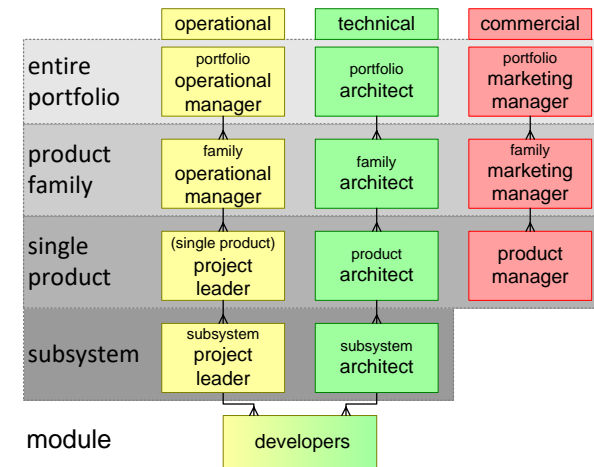 operational
technical
commercial
entire
portfolio
portfolio
operational
manager
portfolio
architect
portfolio
marketing
manager
product
family
family
operational
manager
family
architect
family
marketing
manager
single
product
(single product)
project
leader
product
architect
product
manager
subsystem
subsystem
project
leader
subsystem
architect
module
developers